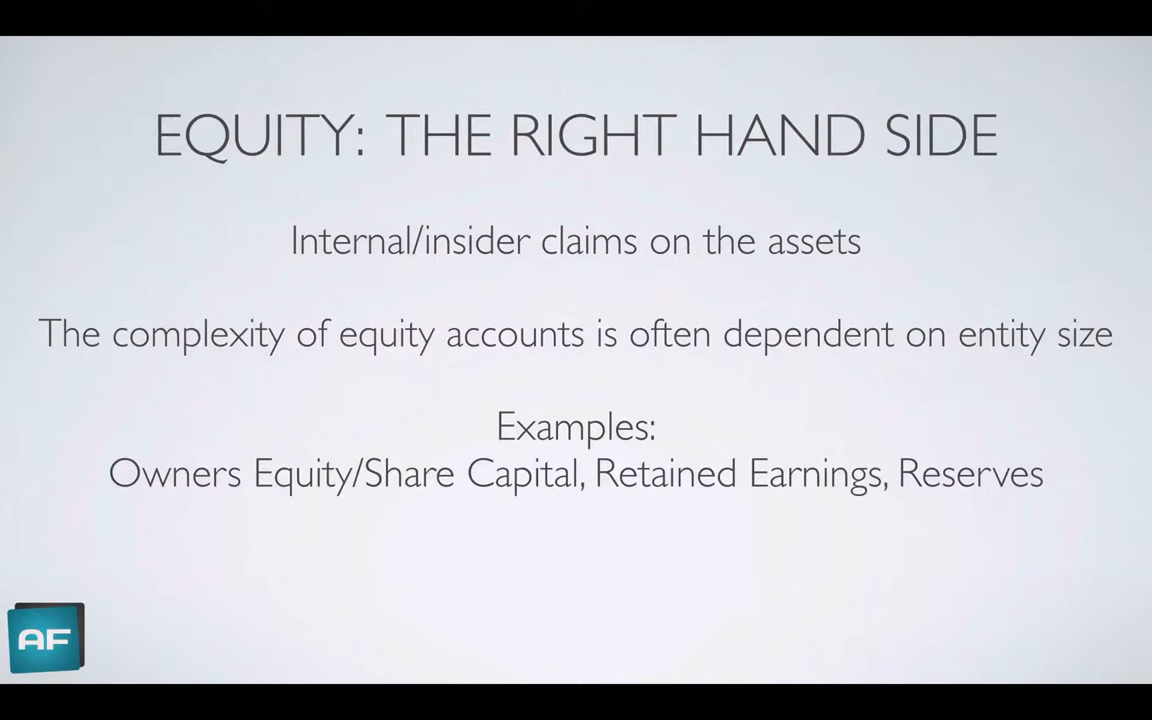 EQUITY: THE RIGHT HAND SIDE
Internal/insider claims on the assets
The complexity of equity accounts is often dependent on entity size
Examples:
Owners Equity/Share Capital, Retained Earnings, Reserves
AF